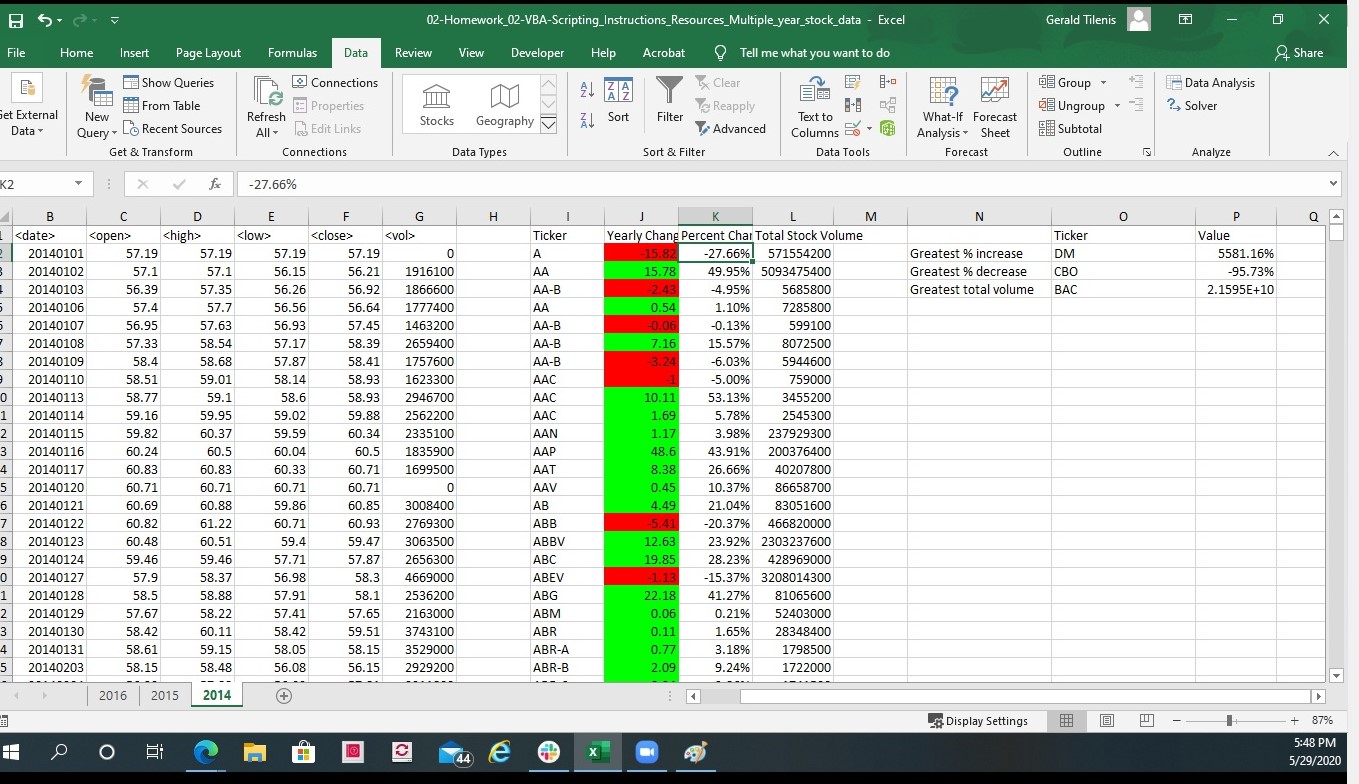 02-Homework_02-VBA-Scripting_Instructions_Resources_Multiple_year_stock_data - Excel
Gerald Tilenis
File Home Insert Page Layout Formulas Data Review View Developer Help Acrobat Tell me what you want to do Share
Show Queries
From Table
Recent Sources
et External Data
New Query
Get & Transform
Refresh All
Connections
Properties
Edit Links
Connections
Stocks Geography
Data Types
Sort
Filter
Clear
Reapply
Advanced
Sort & Filter
Text to Columns
Data Tools
What-If Analysis
Forecast Sheet
Forecast
Group
Ungroup
Subtotal
Outline
Data Analysis
Solver
Analyze
K2 fx -27.66%
B C D E F G H I J K L M N O P Q
<date> <open> <high> <low> <close> <vol> Ticker Yearly Chang Percent Chan Total Stock Volume Ticker Value
20140101 57.19 57.19 57.19 57.19 0 A -15.82 -27.66% 571554200 Greatest % increase DM 5581.16%
20140102 57.1 57.1 56.15 56.21 1916100 AA 15.78 49.95% 5093475400 Greatest % decrease CBO -95.73%
20140103 56.39 57.35 56.26 56.92 1866600 AA-B -2.43 -4.95% 5685800 Greatest total volume BAC 2.1595E+10
20140106 57.4 57.7 56.56 56.64 1777400 AA 0.54 1.10% 7285800
20140107 56.95 57.63 56.93 57.45 1463200 AA-B -0.06 -0.13% 599100
20140108 57.33 58.54 57.17 58.39 2659400 AA-B 7.16 15.57% 8072500
20140109 58.4 58.68 57.87 58.41 1757600 AA-B -3.24 -6.03% 5944600
20140110 58.51 59.01 58.14 58.93 1623300 AAC -1 -5.00% 759000
20140113 58.77 59.1 58.6 58.93 2946700 AAC 10.11 53.13% 3455200
20140114 59.16 59.95 59.02 59.88 2562200 AAC 1.69 5.78% 2545300
20140115 59.82 60.37 59.59 60.34 2335100 AAN 1.17 3.98% 237929300
20140116 60.24 60.5 60.04 60.5 1835900 AAP 48.6 43.91% 200376400
20140117 60.83 60.83 60.33 60.71 1699500 AAT 8.38 26.66% 40207800
20140120 60.71 60.71 60.71 60.71 0 AAV 0.45 10.37% 86658700
20140121 60.69 60.88 59.86 60.85 3008400 AB 4.49 21.04% 83051600
20140122 60.82 61.22 60.71 60.93 2769300 ABB -5.41 -20.37% 466820000
20140123 60.48 60.51 59.4 59.47 3063500 ABBV 12.63 23.92% 2303237600
20140124 59.46 59.46 57.71 57.87 2656300 ABC 19.85 28.23% 428969000
20140127 57.9 58.37 56.98 58.3 4669000 ABEV -1.13 -15.37% 3208014300
20140128 58.5 58.88 57.91 58.1 2536200 ABG 22.18 41.27% 81065600
20140129 57.67 58.22 57.41 57.65 2163000 ABM 0.06 0.21% 52403000
20140130 58.42 60.11 58.42 59.51 3743100 ABR 0.11 1.65% 28348400
20140131 58.61 59.15 58.05 58.15 3529000 ABR-A 0.77 3.18% 1798500
20140203 58.15 58.48 56.08 56.15 2929200 ABR-B 2.09 9.24% 1722000
2016 2015 2014
Display Settings 87%
44
5:48 PM
5/29/2020